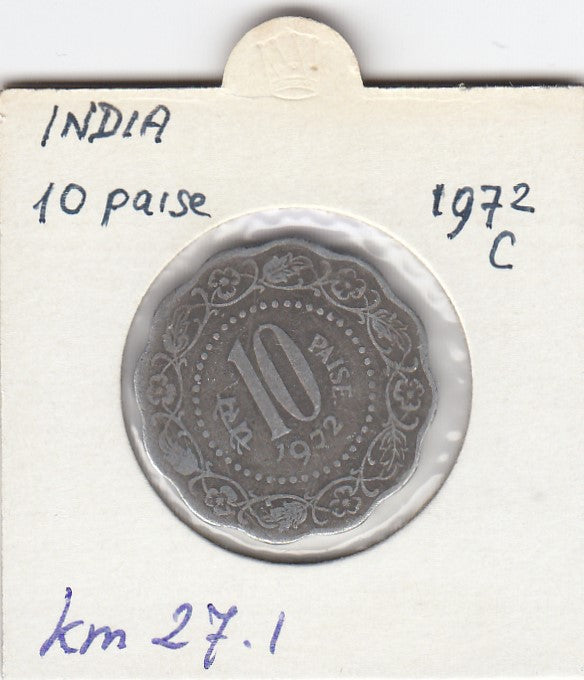 INDIA
10 paise
1972
C
10
PAISE
पैसे
1972
km 27.1